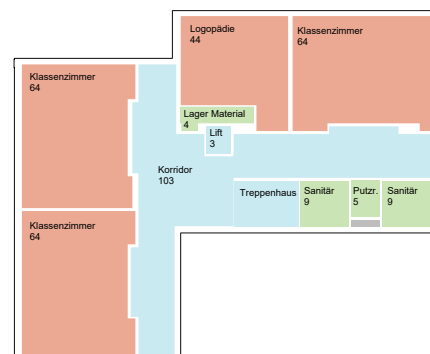 Logopädie
44
Klassenzimmer
64
Klassenzimmer
64
Lager Material
4
Lift
3
Korridor
103
Treppenhaus
Sanitär
9
Putzr.
5
Sanitär
9
Klassenzimmer
64